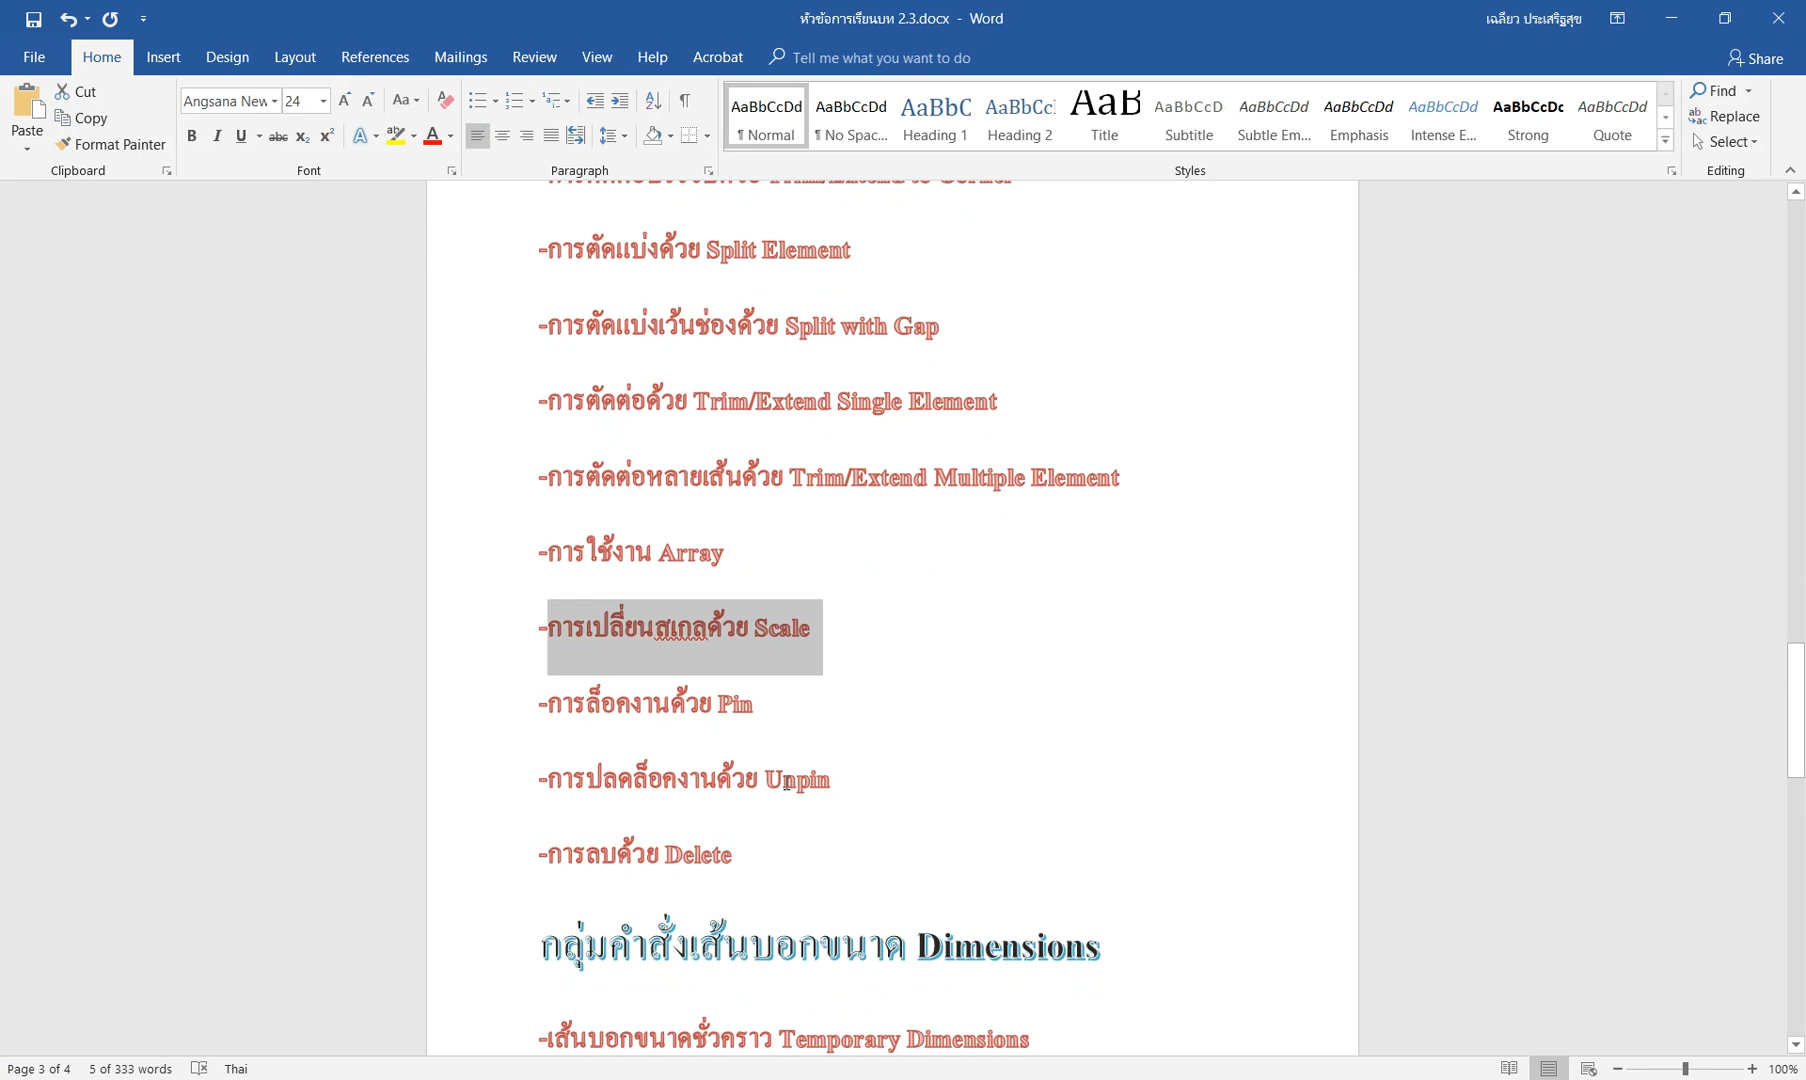 หัวข้อการเรียนบท 2.3.docx - Word
เฉลียว ประเสริฐสุข
File Home Insert Design Layout References Mailings Review View Help Acrobat Tell me what you want to do
Share
Paste
Cut
Copy
Format Painter
Clipboard
Angsana New 24
Font
Paragraph
AaBbCcDd AaBbCcDd AaBbC AaBbCcI AaB AaBbCcD AaBbCcDd AaBbCcDd AaBbCcDd AaBbCcDc AaBbCcDd
¶ Normal ¶ No Spac... Heading 1 Heading 2 Title Subtitle Subtle Em... Emphasis Intense E... Strong Quote
Styles
Find
Replace
Select
Editing
-การตัดแบ่งด้วย Split Element
-การตัดแบ่งเว้นช่องด้วย Split with Gap
-การตัดต่อด้วย Trim/Extend Single Element
-การตัดต่อหลายเส้นด้วย Trim/Extend Multiple Element
-การใช้งาน Array
-การเปลี่ยนสเกลด้วย Scale
-การล็อคงานด้วย Pin
-การปลดล็อคงานด้วย Unpin
-การลบด้วย Delete
กลุ่มคำสั่งเส้นบอกขนาด Dimensions
-เส้นบอกขนาดชั่วคราว Temporary Dimensions
Page 3 of 4 5 of 333 words Thai
100%